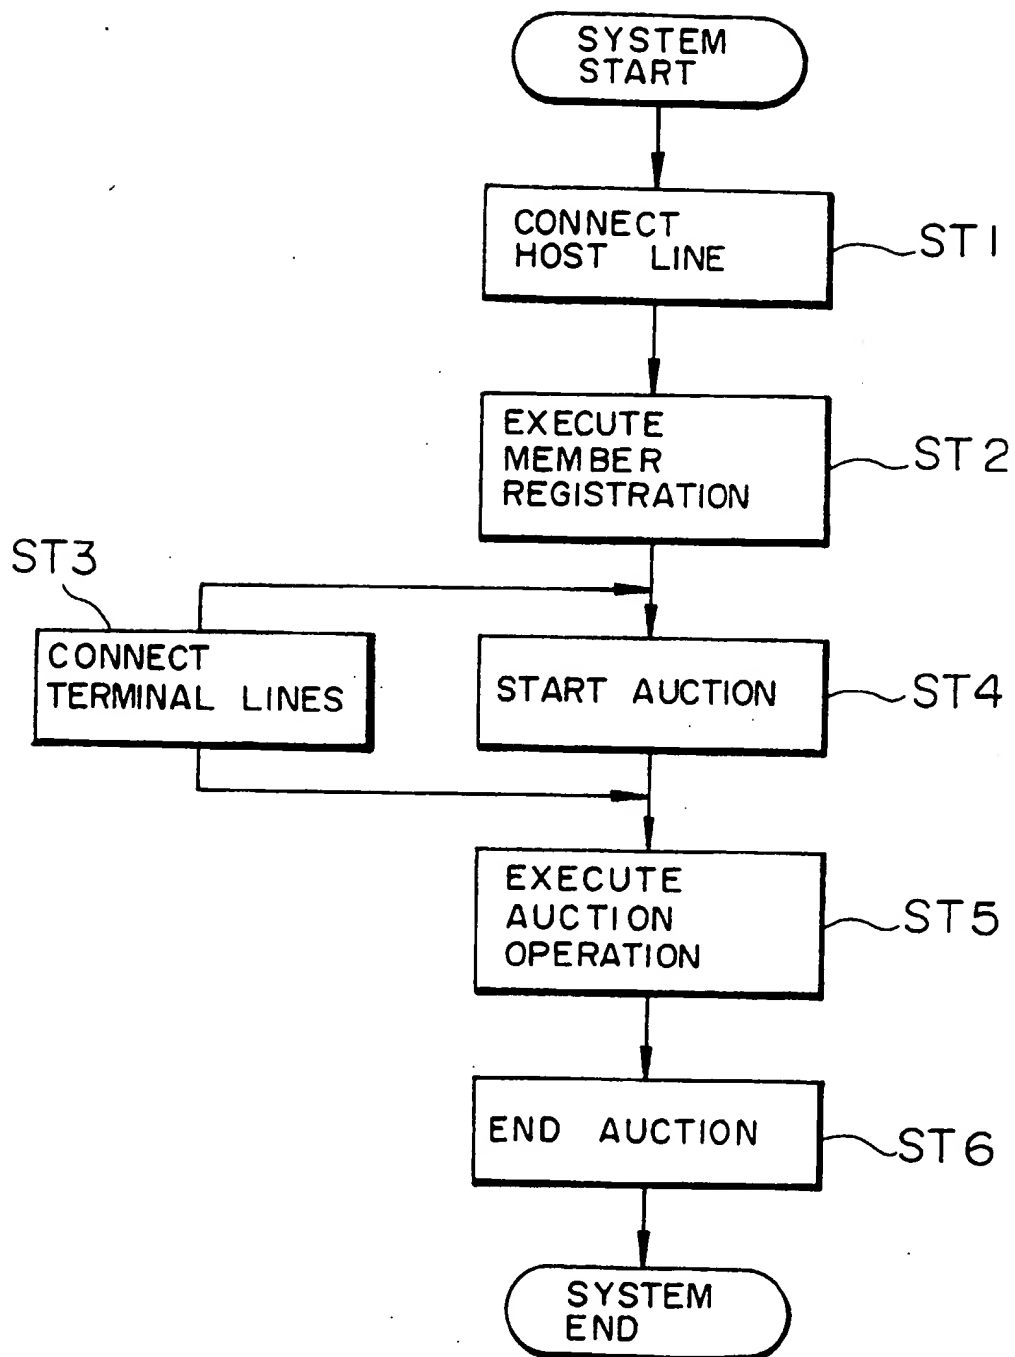 SYSTEM
START
CONNECT
HOST LINE
ST1
EXECUTE
MEMBER
REGISTRATION
ST2
ST3
CONNECT
TERMINAL LINES
START AUCTION
ST4
EXECUTE
AUCTION
OPERATION
ST5
END AUCTION
ST6
SYSTEM
END